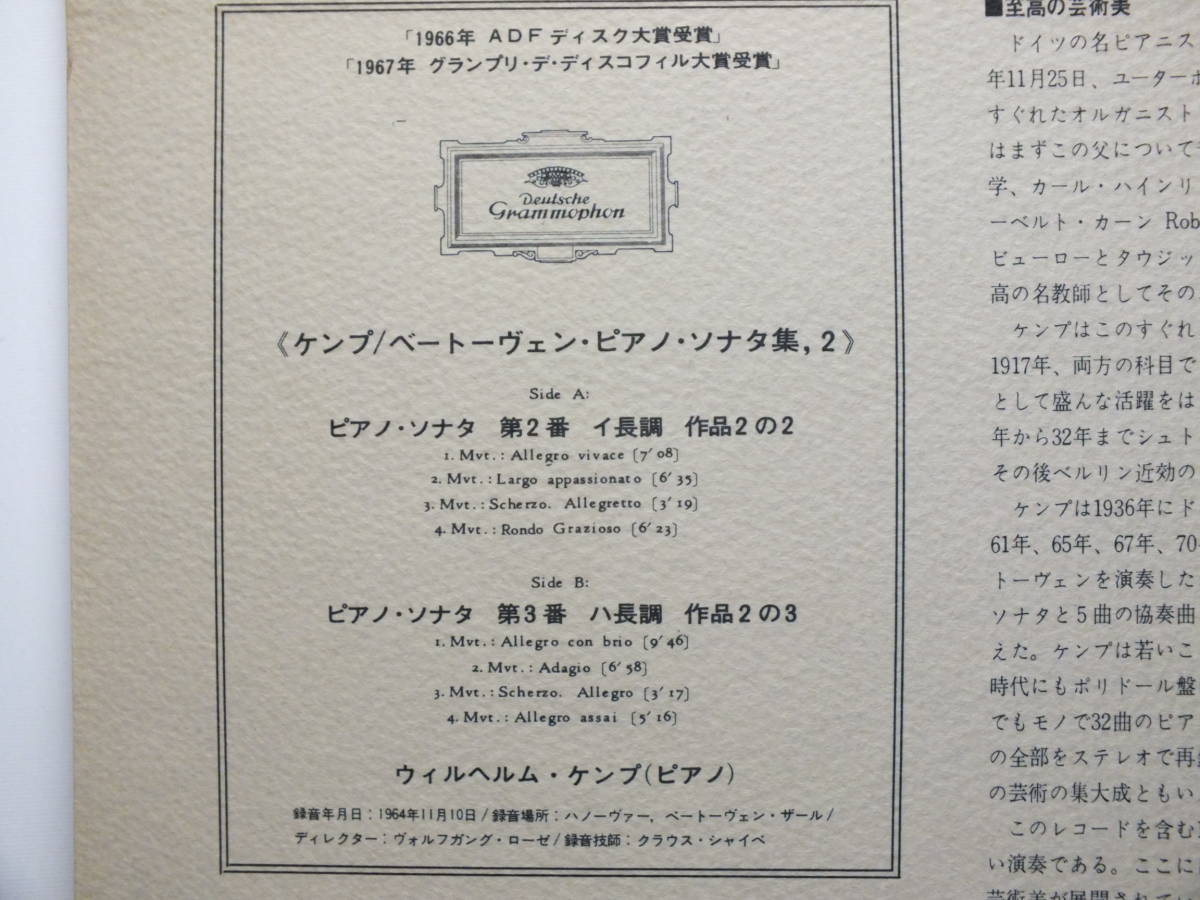 「1966年 ADF ディスク大賞受賞」
「1967年 グランプリ・デ・ディスコフィル大賞受賞」
Deutsche
Grammophon
《ケンプ/ベートーヴェン・ピアノ・ソナタ集, 2》
Side A:
ピアノ・ソナタ 第2番 イ長調 作品2の2
1. Mvt.: Allegro vivace [7′08]
2. Mvt.: Largo appassionato [6′35]
3. Mvt.: Scherzo. Allegretto [3′19]
4. Mvt.: Rondo Grazioso [6′23]
Side B:
ピアノ・ソナタ 第3番 ハ長調 作品2の3
1. Mvt.: Allegro con brio [9′46]
2. Mvt.: Adagio [6′58]
3. Mvt.: Scherzo. Allegro [3′17]
4. Mvt.: Allegro assai [5′16]
ウィルヘルム・ケンプ(ピアノ)
録音年月日:1964年11月10日/録音場所:ハノーヴァー,ベートーヴェン・ザール/
ディレクター:ヴォルフガング・ローゼ/録音技師:クラウス・シャイベ
■至高の芸術美
ドイツの名ピアニス
年11月25日、ユーターボ
すぐれたオルガニスト
はまずこの父について
学、カール・ハインリ
ーベルト・カーン Rob
ビューローとタウジッ
高の名教師としてその
ケンプはこのすぐれ
1917年、両方の科目で
として盛んな活躍をは
年から32年までシュト
その後ベルリン近効の
ケンプは1936年にド
61年、65年、67年、70
トーヴェンを演奏した
ソナタと5曲の協奏曲
えた。ケンプは若いこ
時代にもポリドール盤
でもモノで32曲のピア
の全部をステレオで再
の芸術の集大成ともい
このレコードを含む
い演奏である。ここに
芸術美が展開されてい